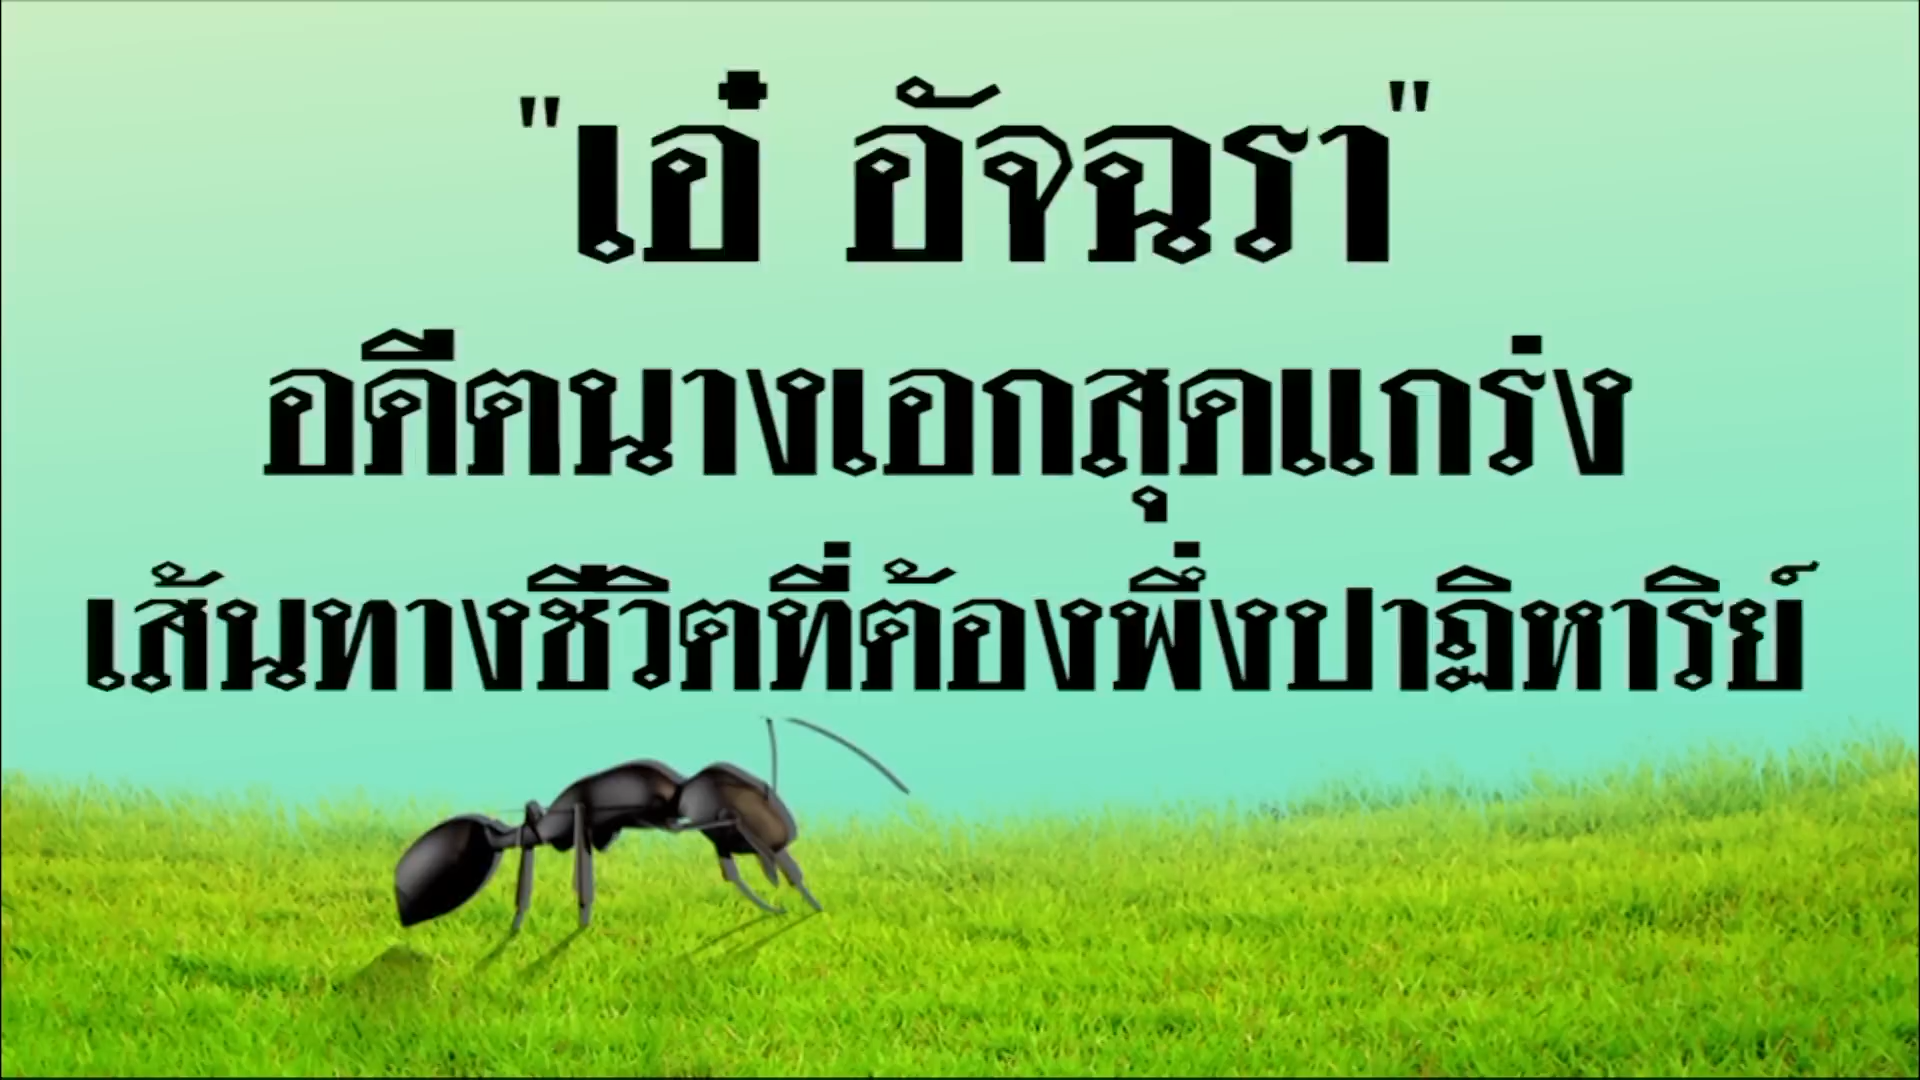 "เอ๋ อัจฉรา"
อดีตนางเอกสุดแกร่ง
เส้นทางชีวิตที่ต้องพึ่งปาฏิหาริย์